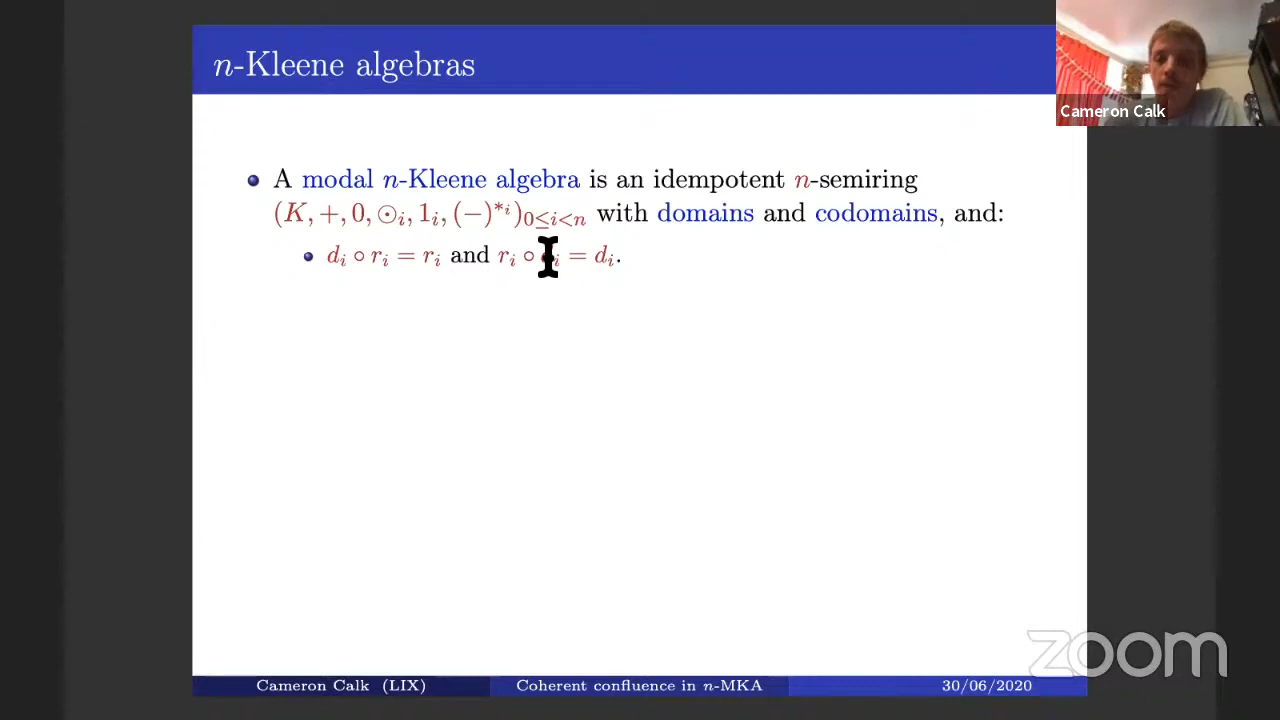 n-Kleene algebras
Cameron Calk
A modal n-Kleene algebra is an idempotent n-semiring
(K, +, 0, ⊙ᵢ, 1ᵢ, (−)^{*ᵢ})_{0≤i<n} with domains and codomains, and:
dᵢ ∘ rᵢ = rᵢ and rᵢ ∘ dᵢ = dᵢ.
zoom
Cameron Calk (LIX) Coherent confluence in n-MKA 30/06/2020